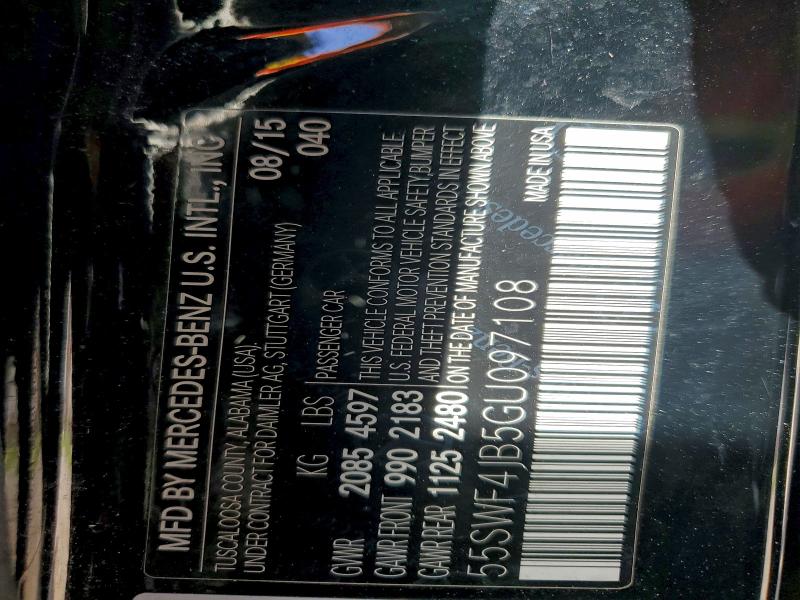 MFD BY MERCEDES-BENZ U.S. INTL., INC
TUSCALOOSA COUNTY, ALABAMA (USA). 08/15
UNDER CONTRACT FOR DAIMLER AG, STUTTGART (GERMANY) 040
KG LBS PASSENGER CAR
GVWR 2085 4597 THIS VEHICLE CONFORMS TO ALL APPLICABLE
GAWR FRONT 990 2183 U.S. FEDERAL MOTOR VEHICLE SAFETY, BUMPER
GAWR REAR 1125 2480 AND THEFT PREVENTION STANDARDS IN EFFECT
ON THE DATE OF MANUFACTURE SHOWN ABOVE
55SWF4JB5GU097108 MADE IN USA